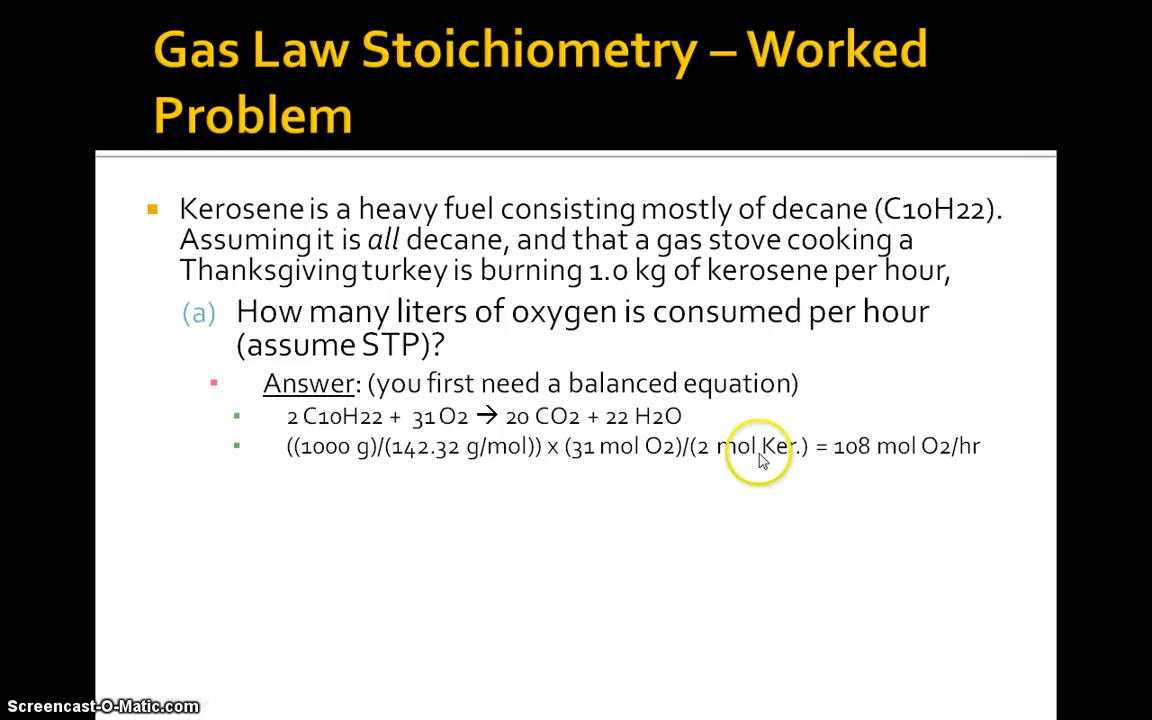 Gas Law Stoichiometry – Worked
Problem
Kerosene is a heavy fuel consisting mostly of decane (C10H22).
Assuming it is all decane, and that a gas stove cooking a
Thanksgiving turkey is burning 1.0 kg of kerosene per hour,
(a) How many liters of oxygen is consumed per hour
(assume STP)?
Answer: (you first need a balanced equation)
2 C10H22 + 31 O2 → 20 CO2 + 22 H2O
((1000 g)/(142.32 g/mol)) x (31 mol O2)/(2 mol Ker.) = 108 mol O2/hr
Screencast-O-Matic.com